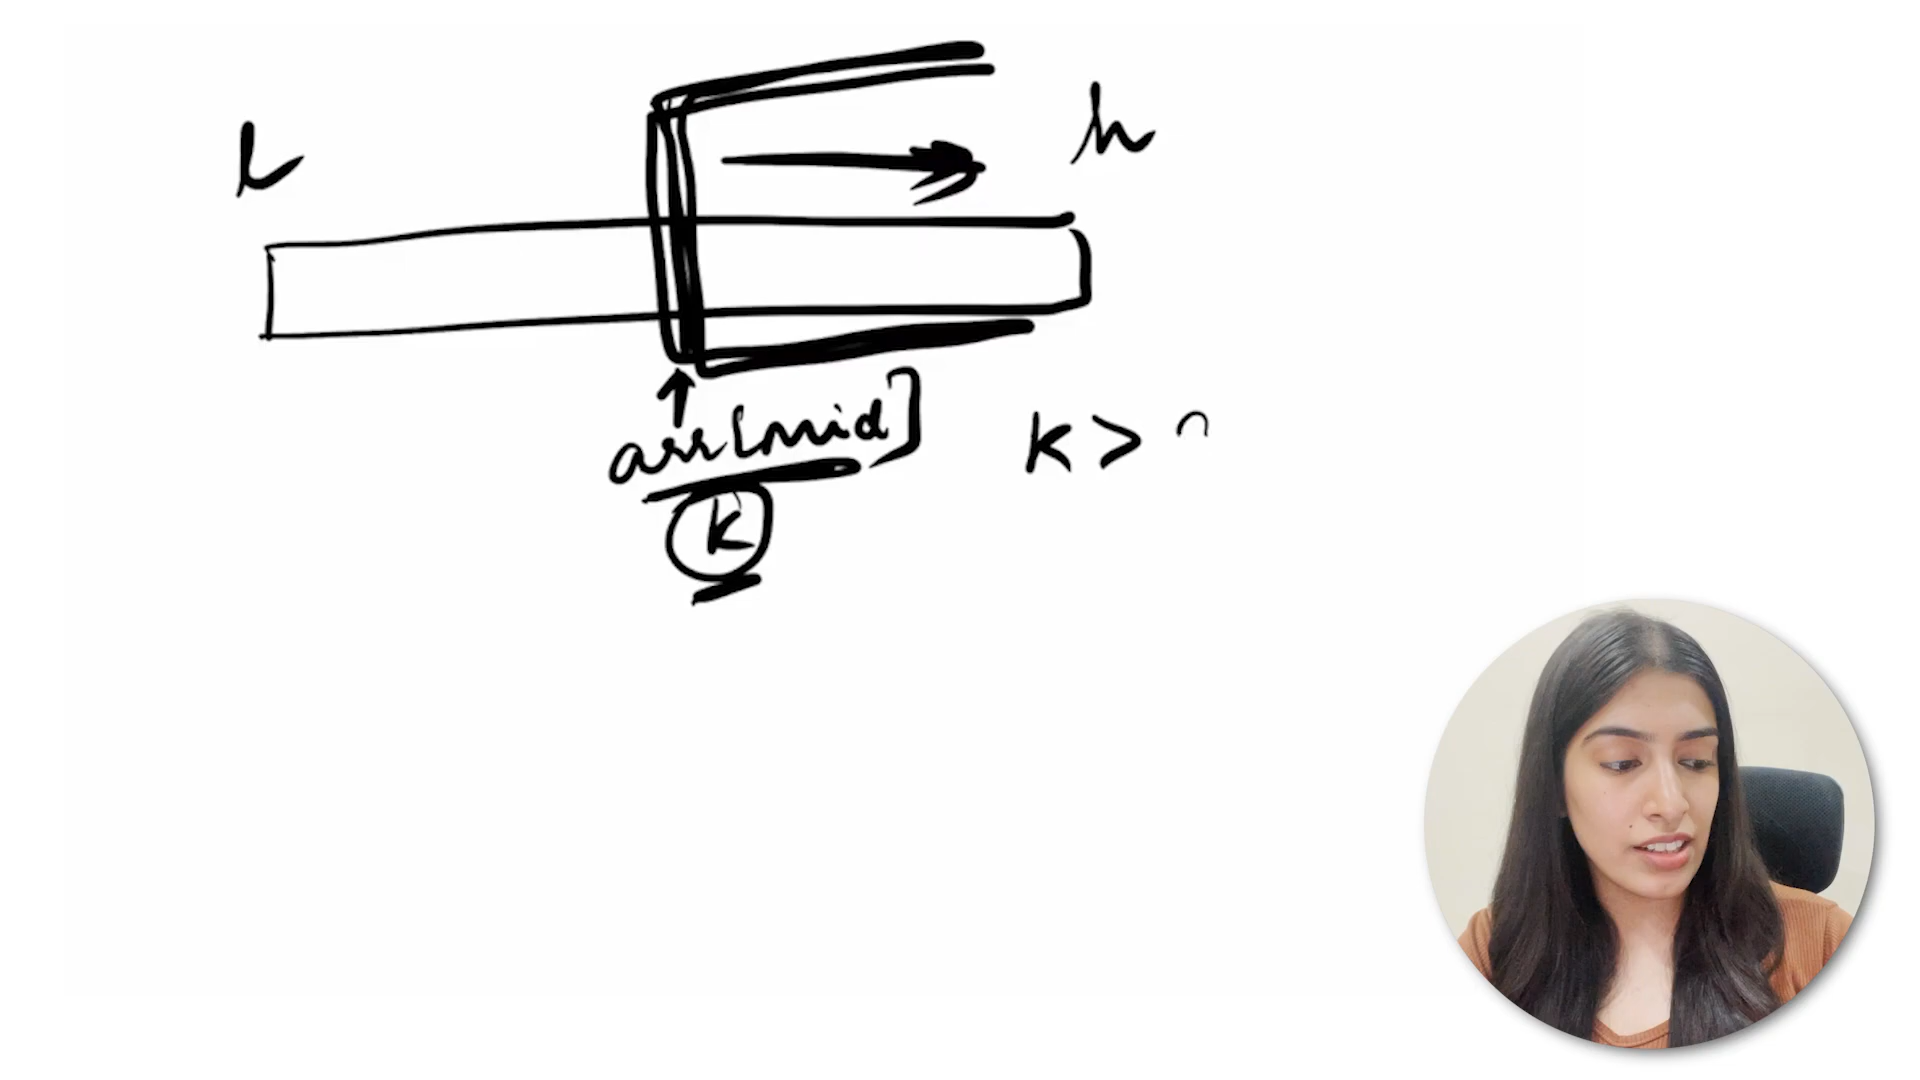 l h
arr[mid]
k > 
k